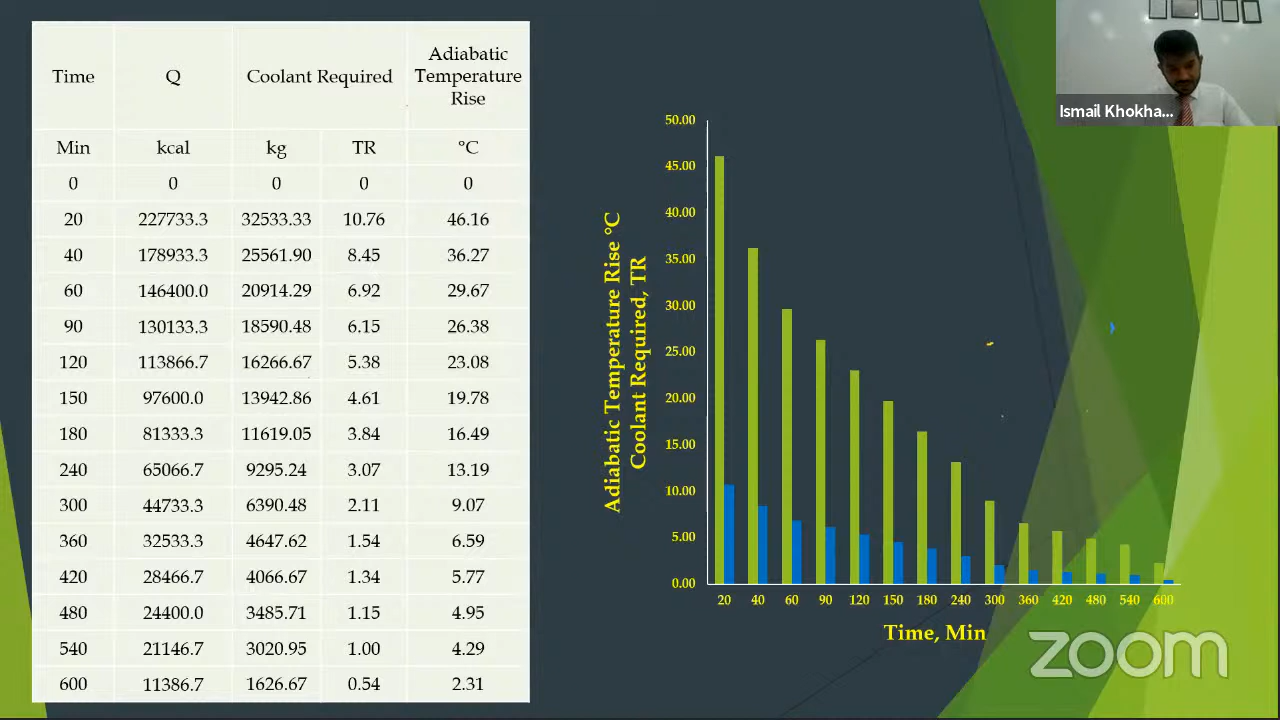 Time Q Coolant Required Adiabatic Temperature Rise
Min kcal kg TR °C
0 0 0 0 0
20 227733.3 32533.33 10.76 46.16
40 178933.3 25561.90 8.45 36.27
60 146400.0 20914.29 6.92 29.67
90 130133.3 18590.48 6.15 26.38
120 113866.7 16266.67 5.38 23.08
150 97600.0 13942.86 4.61 19.78
180 81333.3 11619.05 3.84 16.49
240 65066.7 9295.24 3.07 13.19
300 44733.3 6390.48 2.11 9.07
360 32533.3 4647.62 1.54 6.59
420 28466.7 4066.67 1.34 5.77
480 24400.0 3485.71 1.15 4.95
540 21146.7 3020.95 1.00 4.29
600 11386.7 1626.67 0.54 2.31
Adiabatic Temperature Rise °C
Coolant Required, TR
50.00
45.00
40.00
35.00
30.00
25.00
20.00
15.00
10.00
5.00
0.00
20 40 60 90 120 150 180 240 300 360 420 480 540 600
Time, Min
Ismail Khokha...
zoom